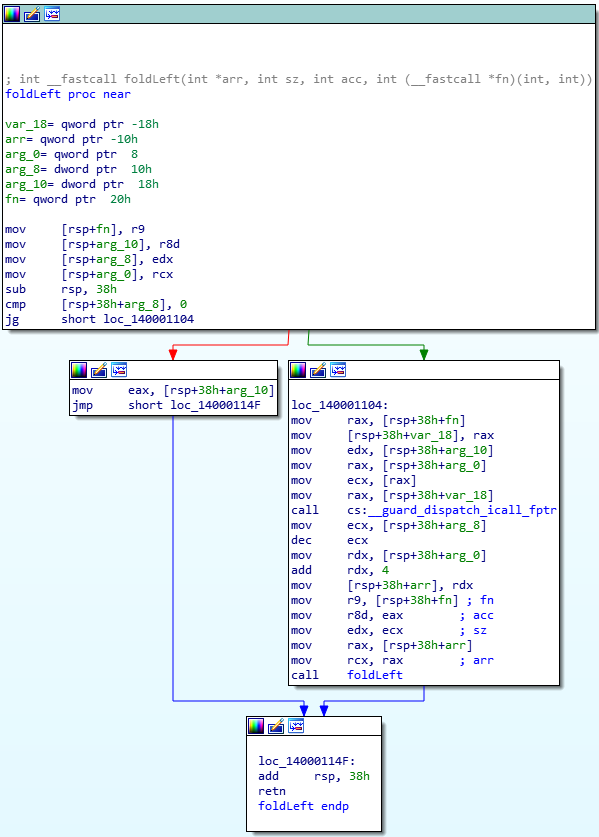 ; int __fastcall foldLeft(int *arr, int sz, int acc, int (__fastcall *fn)(int, int))
foldLeft proc near
var_18= qword ptr -18h
arr= qword ptr -10h
arg_0= qword ptr  8
arg_8= dword ptr  10h
arg_10= dword ptr  18h
fn= qword ptr  20h
mov     [rsp+fn], r9
mov     [rsp+arg_10], r8d
mov     [rsp+arg_8], edx
mov     [rsp+arg_0], rcx
sub     rsp, 38h
cmp     [rsp+38h+arg_8], 0
jg      short loc_140001104
mov     eax, [rsp+38h+arg_10]
jmp     short loc_14000114F
loc_140001104:
mov     rax, [rsp+38h+fn]
mov     [rsp+38h+var_18], rax
mov     edx, [rsp+38h+arg_10]
mov     rax, [rsp+38h+arg_0]
mov     ecx, [rax]
mov     rax, [rsp+38h+var_18]
call    cs:__guard_dispatch_icall_fptr
mov     ecx, [rsp+38h+arg_8]
dec     ecx
mov     rdx, [rsp+38h+arg_0]
add     rdx, 4
mov     [rsp+38h+arr], rdx
mov     r9, [rsp+38h+fn] ; fn
mov     r8d, eax        ; acc
mov     edx, ecx        ; sz
mov     rax, [rsp+38h+arr]
mov     rcx, rax        ; arr
call    foldLeft
loc_14000114F:
add     rsp, 38h
retn
foldLeft endp